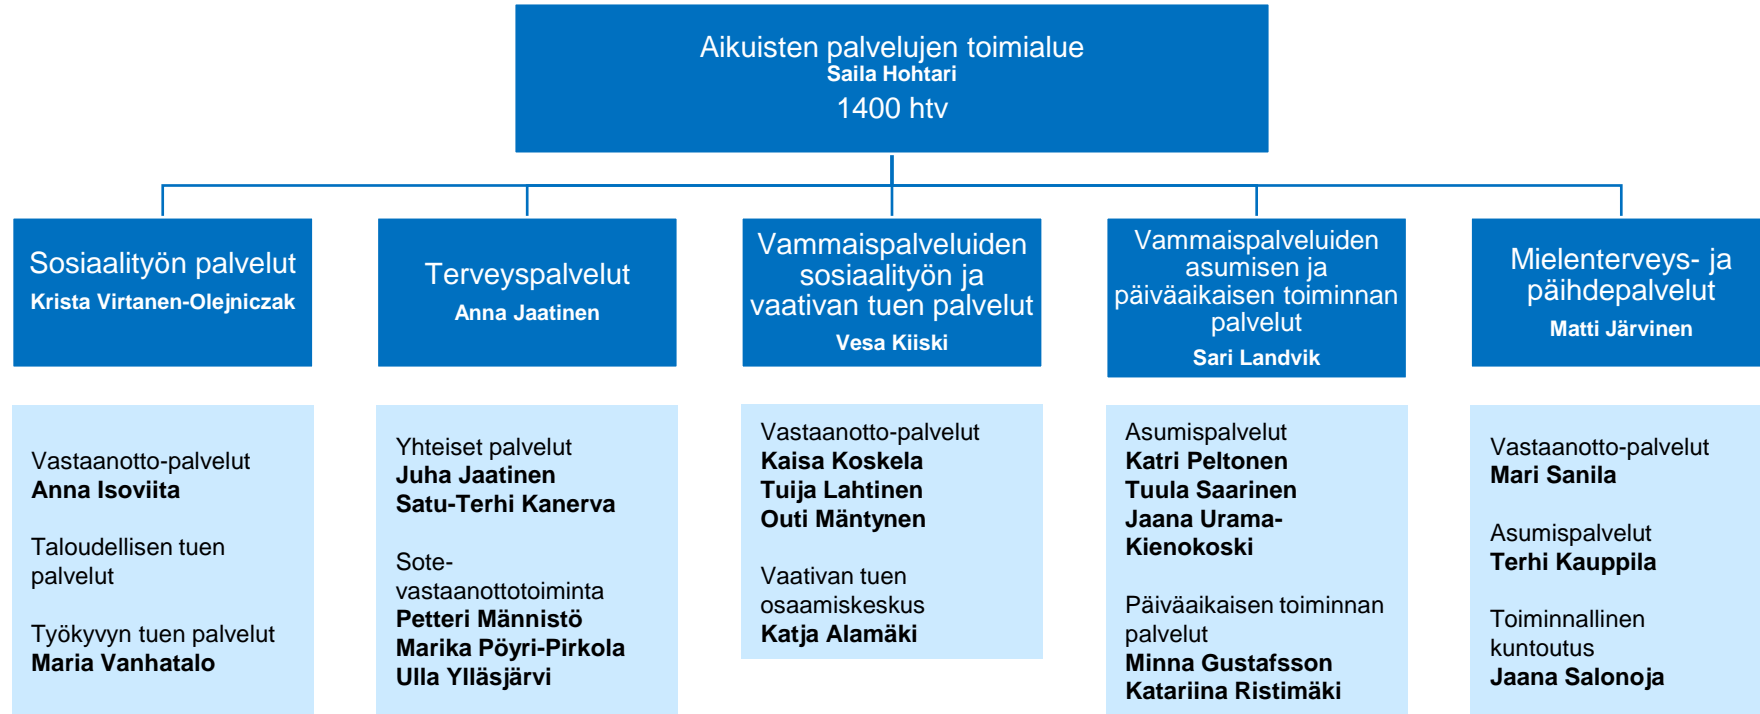 Aikuisten palvelujen toimialue
Saila Hohtari
1400 htv
Sosiaalityön palvelut
Krista Virtanen-Olejniczak
Terveyspalvelut
Anna Jaatinen
Vammaispalveluiden
sosiaalityön ja
vaativan tuen palvelut
Vesa Kiiski
Vammaispalveluiden
asumisen ja
päiväaikaisen toiminnan
palvelut
Sari Landvik
Mielenterveys- ja
päihdepalvelut
Matti Järvinen
Vastaanotto-palvelut
Anna Isoviita
Taloudellisen tuen
palvelut
Työkyvyn tuen palvelut
Maria Vanhatalo
Yhteiset palvelut
Juha Jaatinen
Satu-Terhi Kanerva
Sote-
vastaanottotoiminta
Petteri Männistö
Marika Pöyri-Pirkola
Ulla Ylläsjärvi
Vastaanotto-palvelut
Kaisa Koskela
Tuija Lahtinen
Outi Mäntynen
Vaativan tuen
osaamiskeskus
Katja Alamäki
Asumispalvelut
Katri Peltonen
Tuula Saarinen
Jaana Urama-
Kienokoski
Päiväaikaisen toiminnan
palvelut
Minna Gustafsson
Katariina Ristimäki
Vastaanotto-palvelut
Mari Sanila
Asumispalvelut
Terhi Kauppila
Toiminnallinen
kuntoutus
Jaana Salonoja